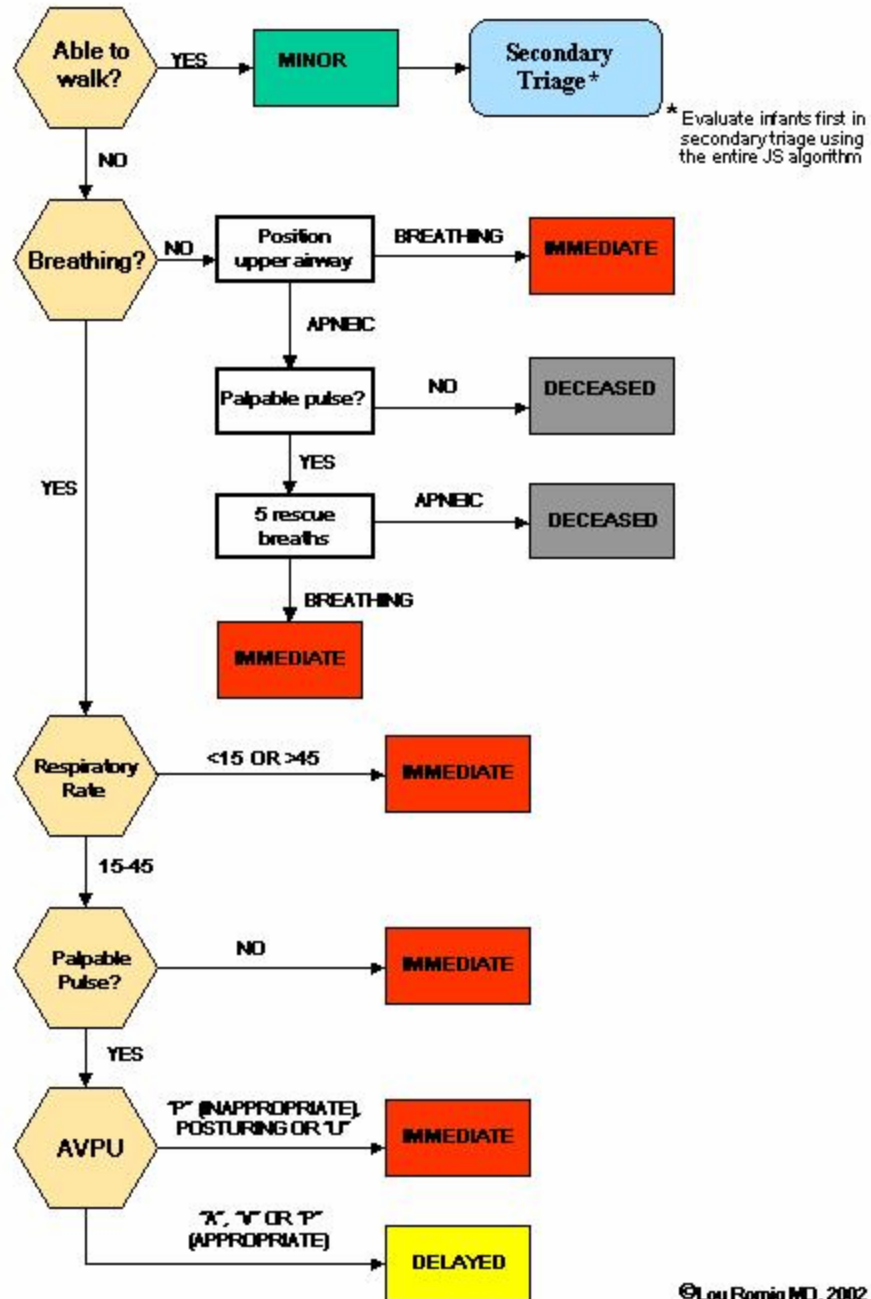 Able to
walk?
YES
MINOR
Secondary
Triage*
* Evaluate infants first in
secondary triage using
the entire JS algorithm
NO
Breathing?
NO
Position
upper airway
BREATHING
IMMEDIATE
APNEIC
Palpable pulse?
NO
DECEASED
YES
5 rescue
breaths
APNEIC
DECEASED
BREATHING
IMMEDIATE
YES
Respiratory
Rate
<15 OR >45
IMMEDIATE
15-45
Palpable
Pulse?
NO
IMMEDIATE
YES
AVPU
"P" (INAPPROPRIATE),
POSTURING OR "U"
IMMEDIATE
"A", "V" OR "P"
(APPROPRIATE)
DELAYED
©Lou Romig MD, 2002